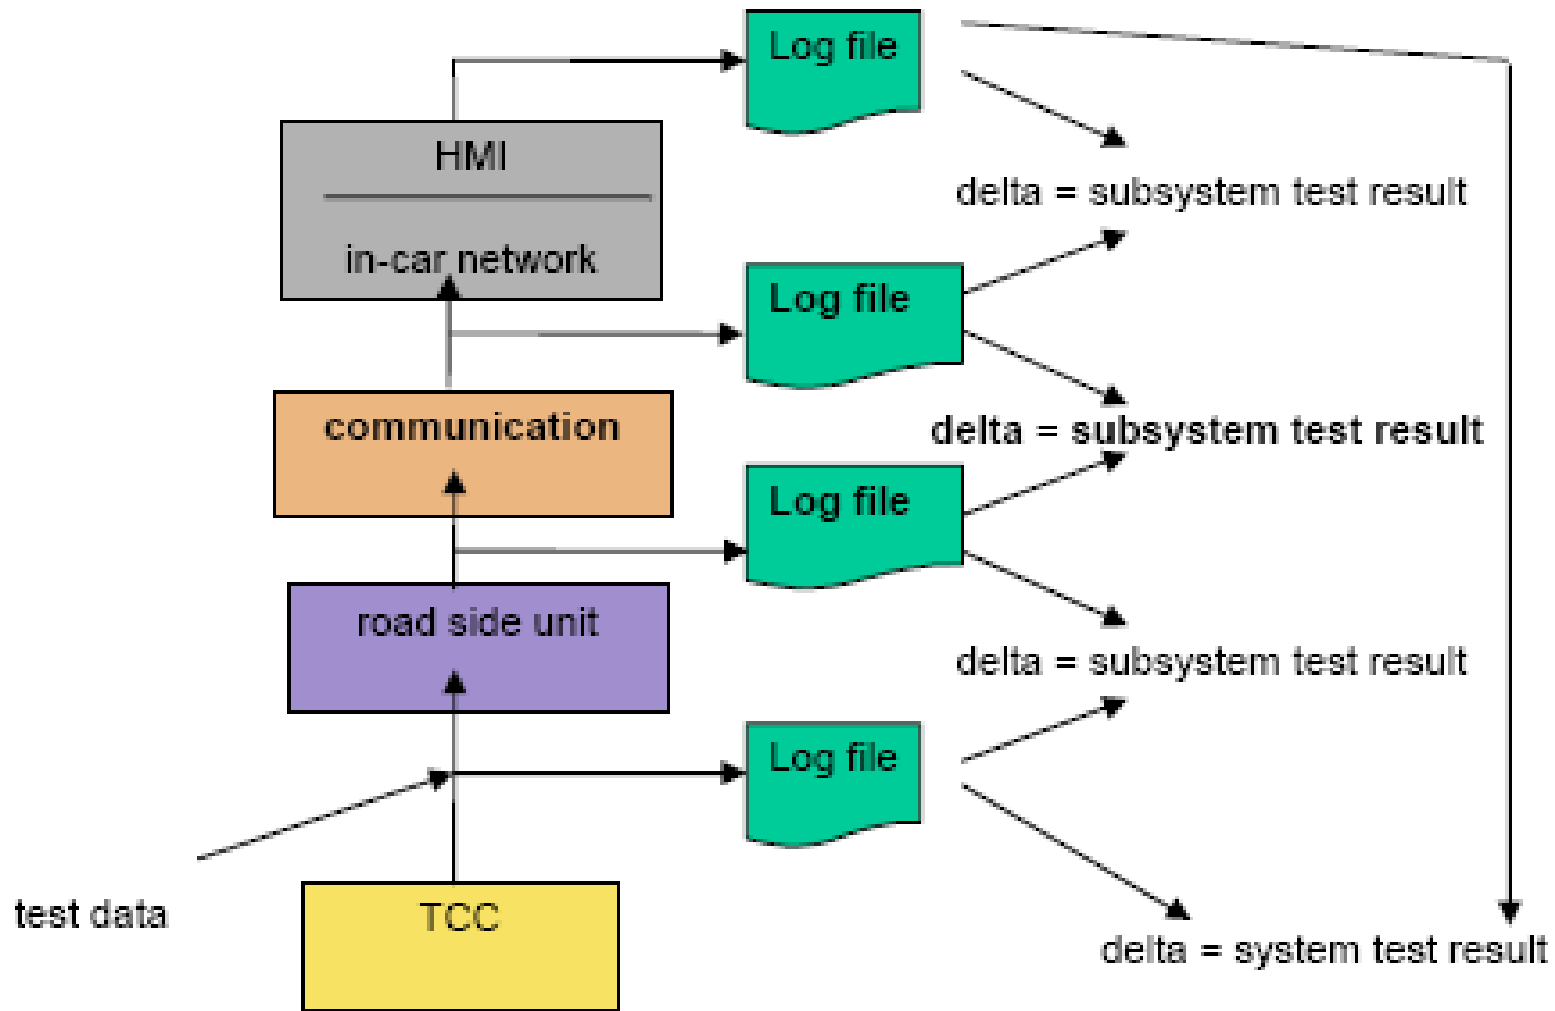 Log file
HMI
delta = subsystem test result
in-car network
Log file
communication
delta = subsystem test result
Log file
road side unit
delta = subsystem test result
Log file
test data
TCC
delta = system test result